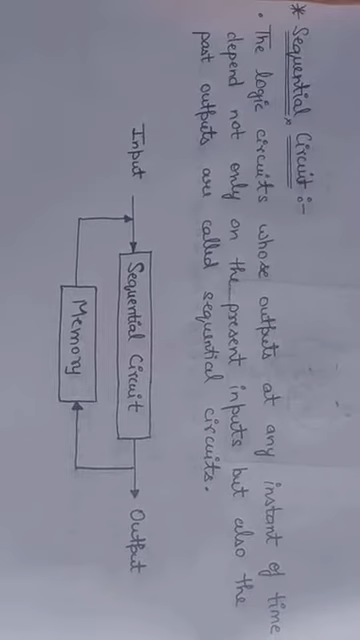 * Sequential Circuit :-
• The logic circuits whose outputs at any instant of time
depend not only on the present inputs but also the
past outputs are called sequential circuits.
Input
Sequential Circuit
Output
Memory